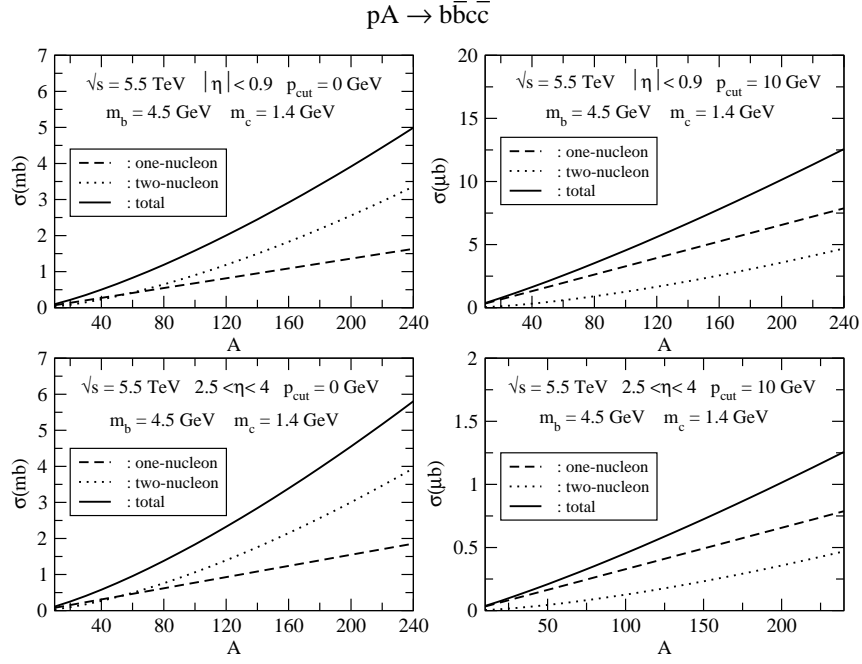 pA → bb̄cc̄
7
6
5
4
3
2
1
0
σ(mb)
√s = 5.5 TeV |η| < 0.9 p_cut = 0 GeV
m_b = 4.5 GeV m_c = 1.4 GeV
: one-nucleon
: two-nucleon
: total
40 80 120 160 200 240
A
20
15
10
5
0
σ(μb)
√s = 5.5 TeV |η| < 0.9 p_cut = 10 GeV
m_b = 4.5 GeV m_c = 1.4 GeV
: one-nucleon
: two-nucleon
: total
40 80 120 160 200 240
A
7
6
5
4
3
2
1
0
σ(mb)
√s = 5.5 TeV 2.5 <η< 4 p_cut = 0 GeV
m_b = 4.5 GeV m_c = 1.4 GeV
: one-nucleon
: two-nucleon
: total
40 80 120 160 200 240
A
2
1.5
1
0.5
0
σ(μb)
√s = 5.5 TeV 2.5 <η< 4 p_cut = 10 GeV
m_b = 4.5 GeV m_c = 1.4 GeV
: one-nucleon
: two-nucleon
: total
50 100 150 200
A